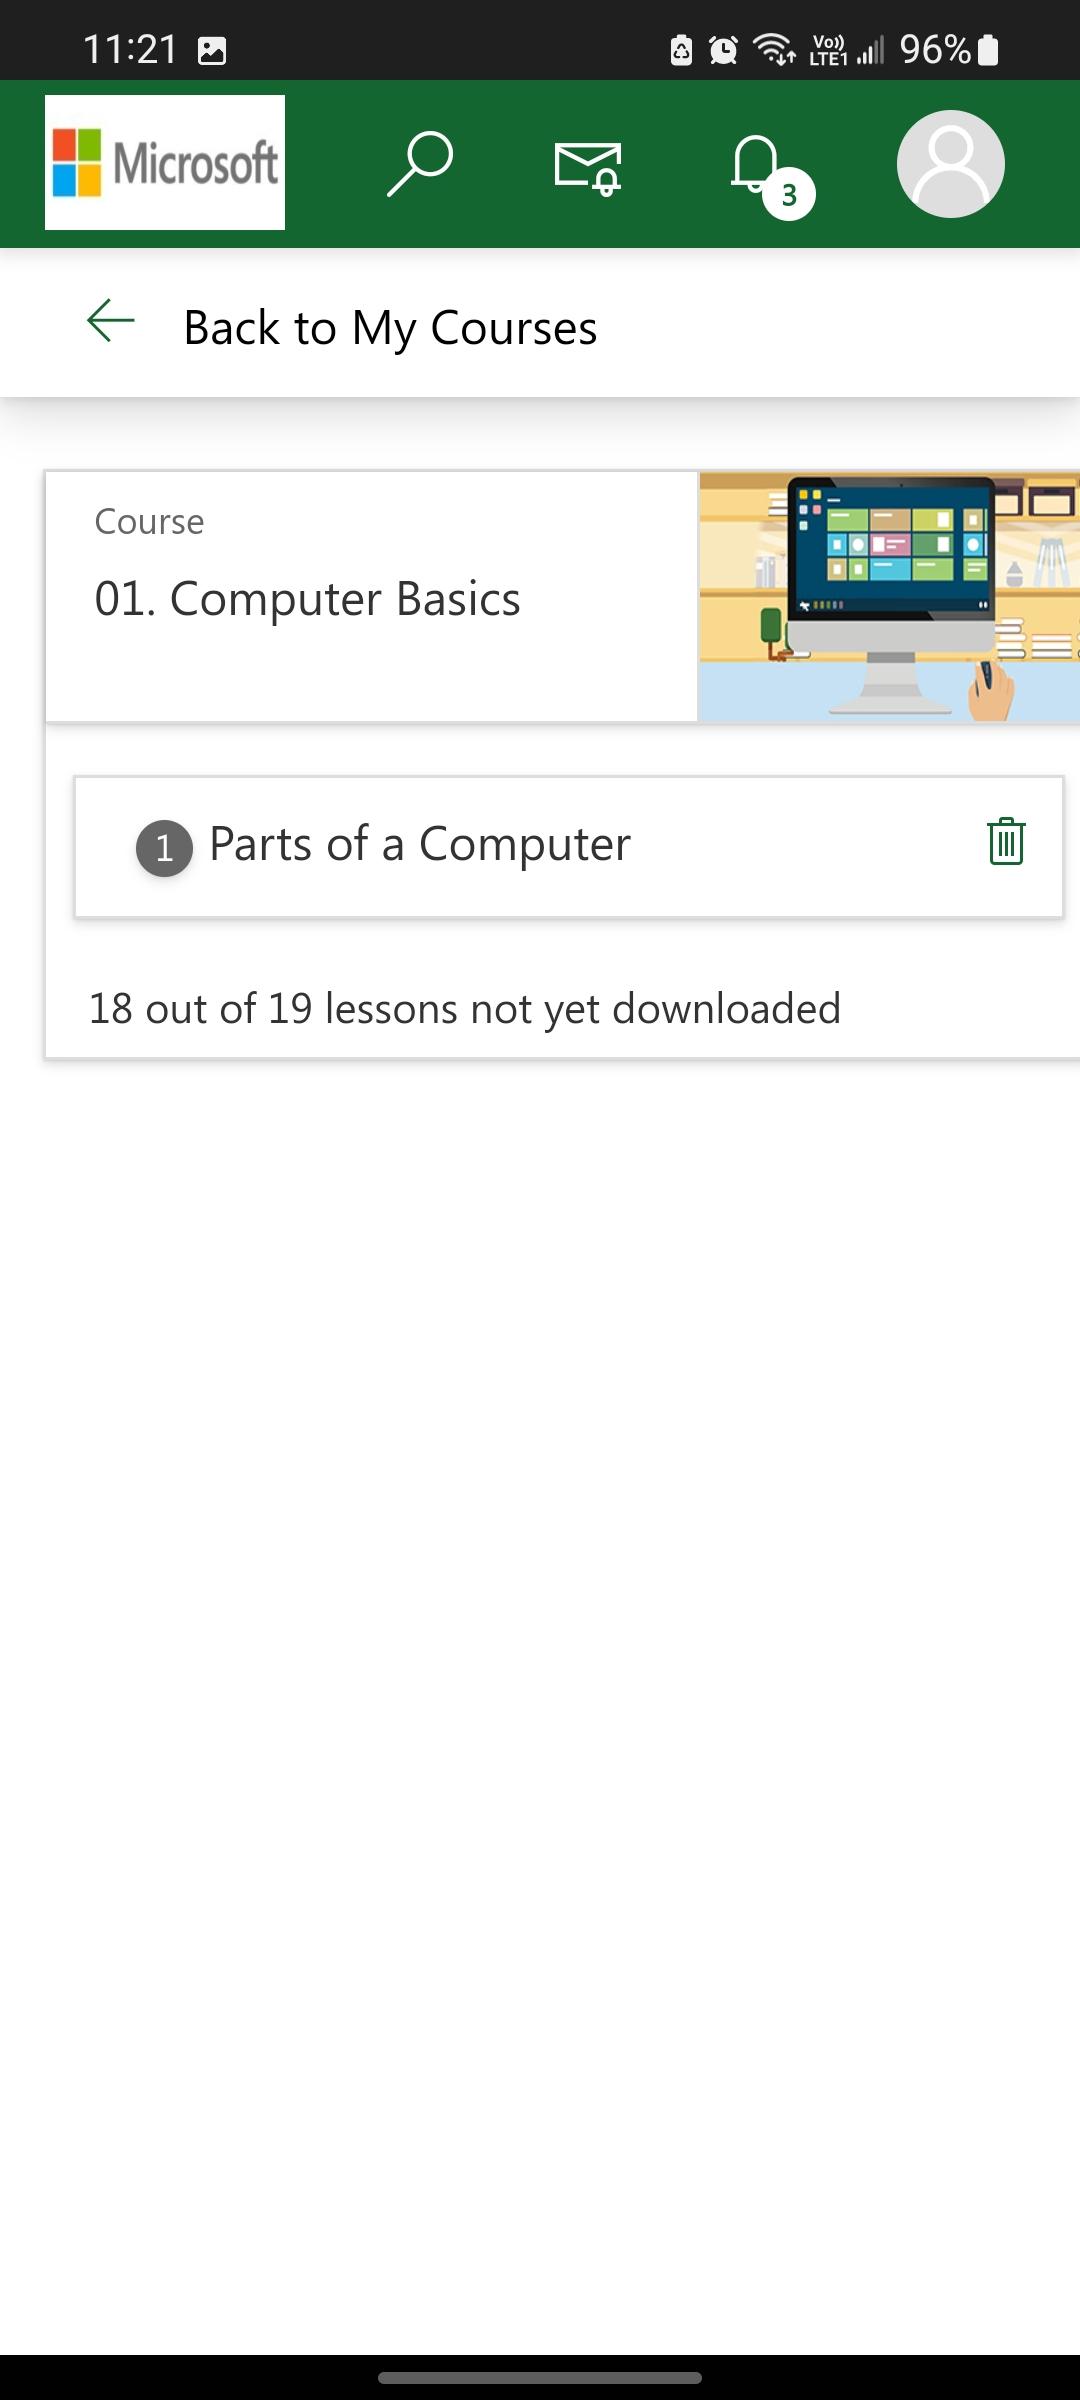 11:21
Vo))
LTE1
96%
Microsoft
3
Back to My Courses
Course
01. Computer Basics
1 Parts of a Computer
18 out of 19 lessons not yet downloaded